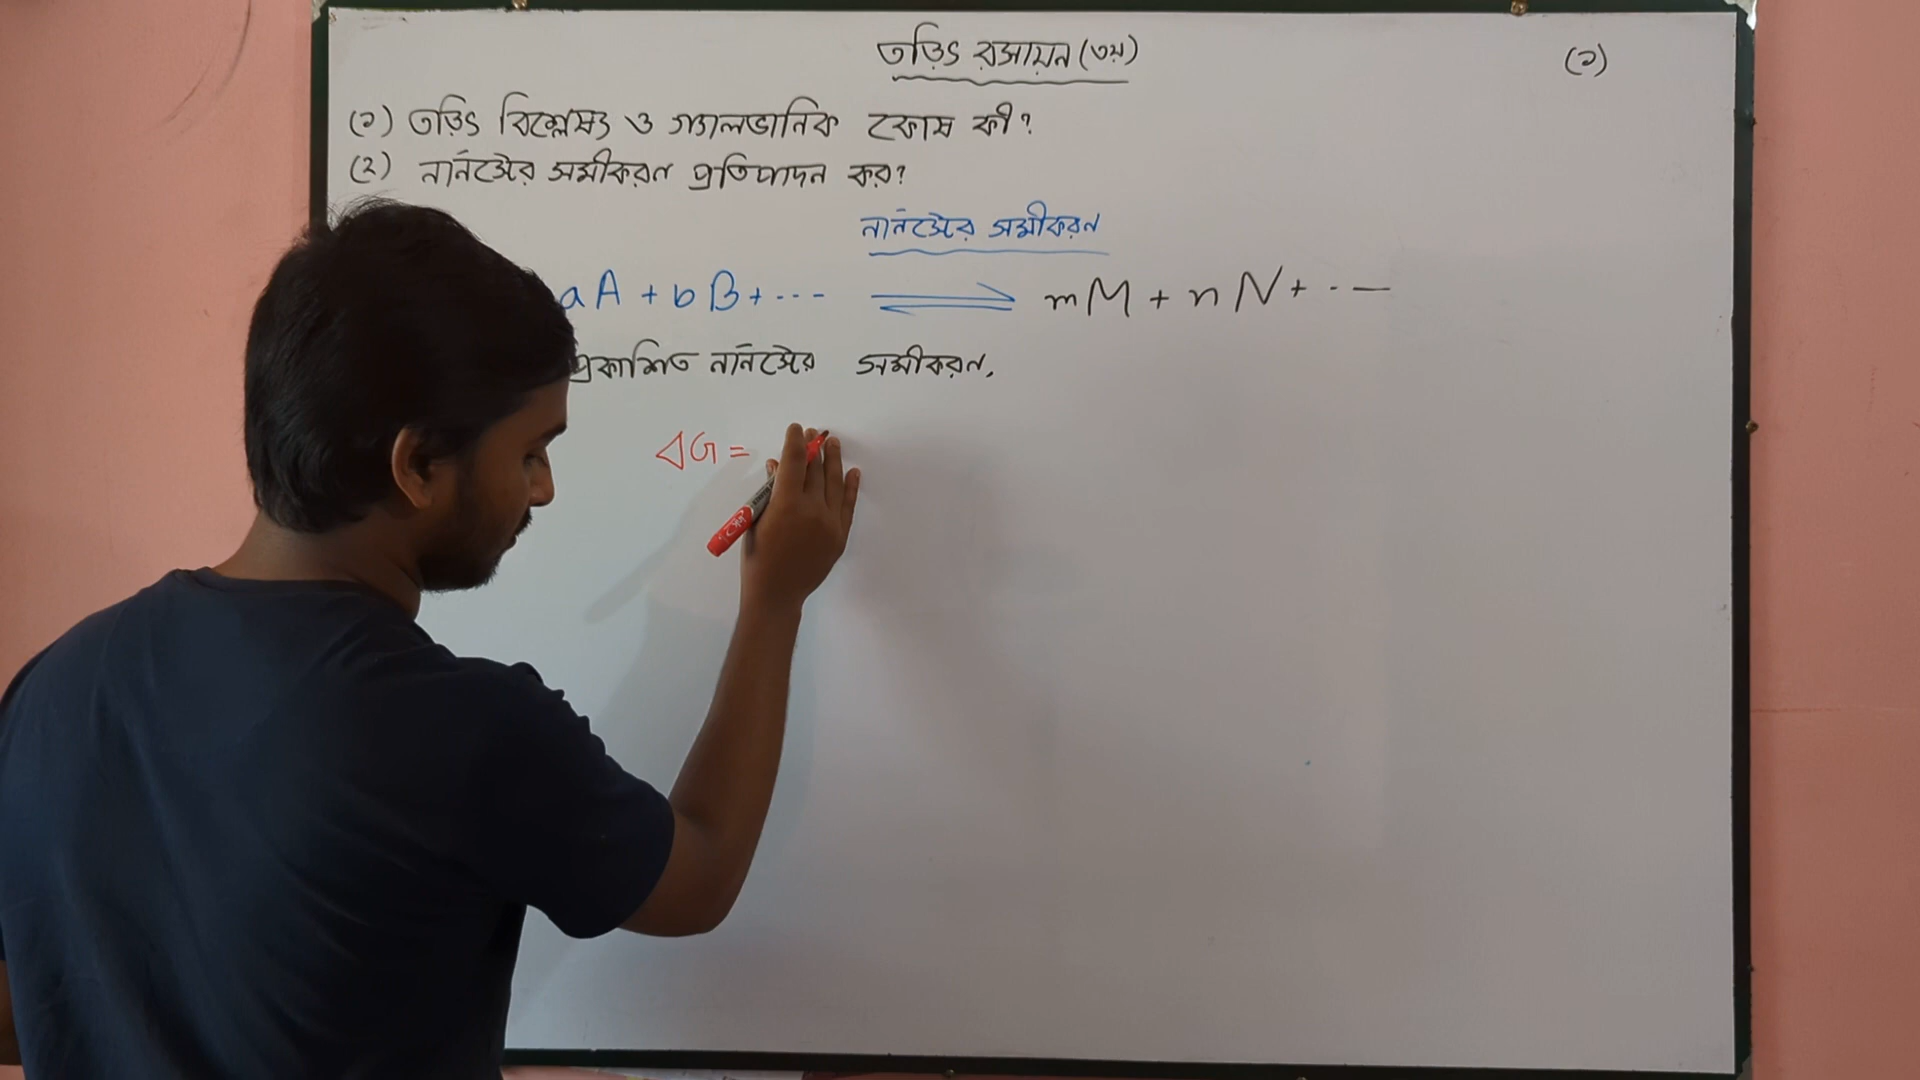 তড়িৎ রসায়ন (৩য়)
(১)
(১) তড়িৎ বিশ্লেষ্য ও গ্যালভানিক কোষ কী?
(২) নার্নস্টের সমীকরণ প্রতিপাদন কর?
নার্নস্টের সমীকরণ
aA + bB + --- ⇌ mM + nN + ---
প্রকাশিত নার্নস্টের সমীকরণ,
ΔG =